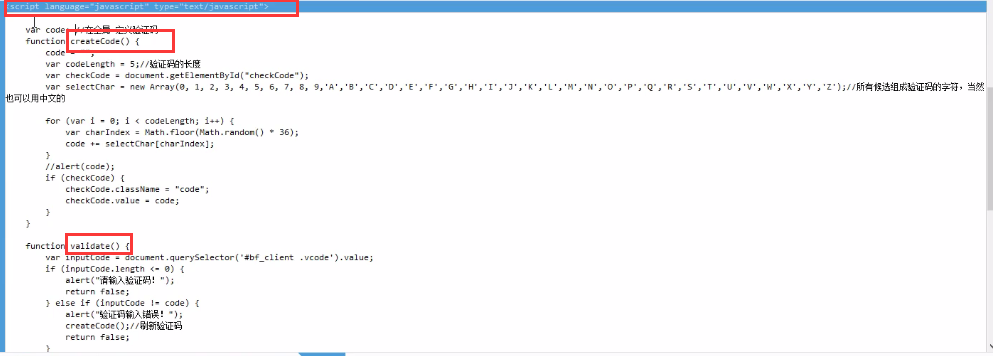 <script language="javascript" type="text/javascript">
var code; //在全局 定义验证码
function createCode() {
code = "";
var codeLength = 5;//验证码的长度
var checkCode = document.getElementById("checkCode");
var selectChar = new Array(0, 1, 2, 3, 4, 5, 6, 7, 8, 9,'A','B','C','D','E','F','G','H','I','J','K','L','M','N','O','P','Q','R','S','T','U','V','W','X','Y','Z');//所有候选组成验证码的字符，当然
也可以用中文的
for (var i = 0; i < codeLength; i++) {
var charIndex = Math.floor(Math.random() * 36);
code += selectChar[charIndex];
}
//alert(code);
if (checkCode) {
checkCode.className = "code";
checkCode.value = code;
}
}
function validate() {
var inputCode = document.querySelector('#bf_client .vcode').value;
if (inputCode.length <= 0) {
alert("请输入验证码！");
return false;
} else if (inputCode != code) {
alert("验证码输入错误！");
createCode();//刷新验证码
return false;
}